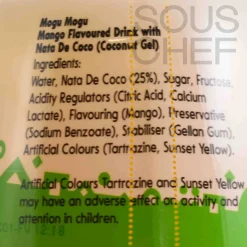 SOUS
CHEF
Mogu Mogu
Mango Flavoured Drink with
Nata De Coco (Coconut Gel)
Ingredients:
Water, Nata De Coco (25%), Sugar, Fructose,
Acidity Regulators (Citric Acid, Calcium
Lactate), Flavouring (Mango), Preservative
(Sodium Benzoate), Stabiliser (Gellan Gum),
Artificial Colours (Tartrazine, Sunset Yellow).
Artificial Colours Tartrazine and Sunset Yellow
may have an adverse effect on activity and
attention in children.